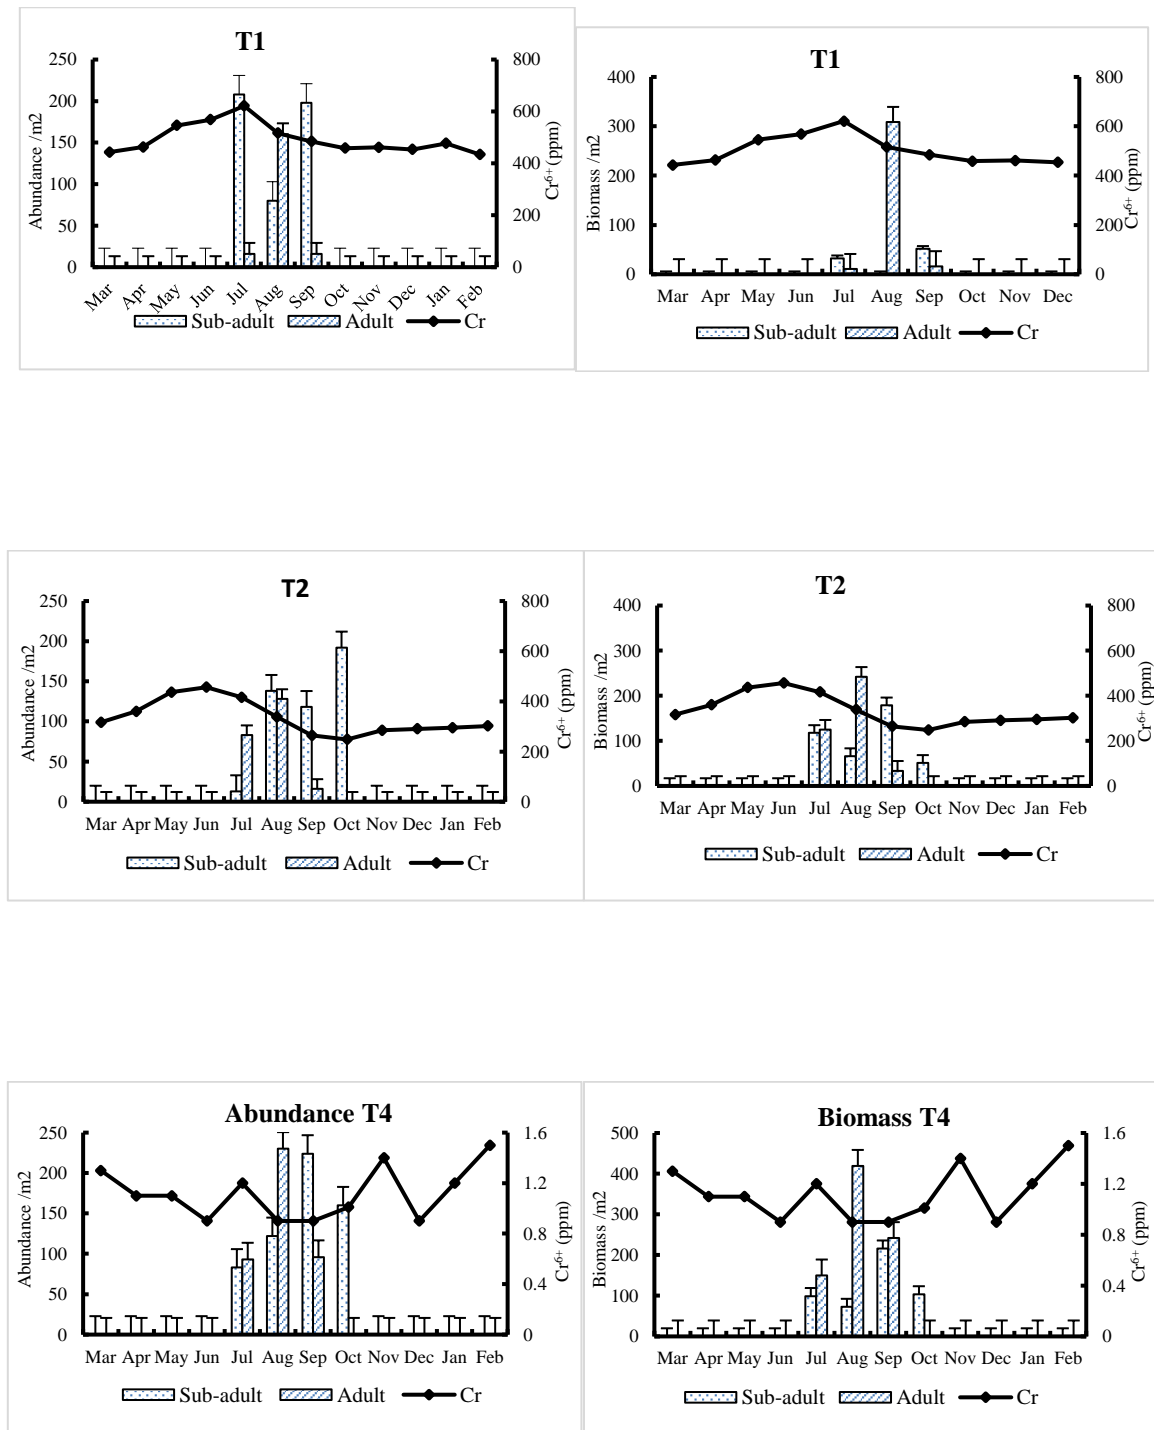 T1
250
200
150
100
50
0
Abundance /m2
800
600
400
200
0
Cr6+ (ppm)
Mar Apr May Jun Jul Aug Sep Oct Nov Dec Jan Feb
Sub-adult Adult Cr
T1
400
300
200
100
0
Biomass /m2
800
600
400
200
0
Cr6+ (ppm)
Mar Apr May Jun Jul Aug Sep Oct Nov Dec
Sub-adult Adult Cr
T2
250
200
150
100
50
0
Abundance /m2
800
600
400
200
0
Cr6+ (ppm)
Mar Apr May Jun Jul Aug Sep Oct Nov Dec Jan Feb
Sub-adult Adult Cr
T2
400
300
200
100
0
Biomass /m2
800
600
400
200
0
Cr6+ (ppm)
Mar Apr May Jun Jul Aug Sep Oct Nov Dec Jan Feb
Sub-adult Adult Cr
Abundance T4
250
200
150
100
50
0
Abundance /m2
1.6
1.2
0.8
0.4
0
Cr6+ (ppm)
Mar Apr May Jun Jul Aug Sep Oct Nov Dec Jan Feb
Sub-adult Adult Cr
Biomass T4
500
400
300
200
100
0
Biomass /m2
1.6
1.2
0.8
0.4
0
Cr6+ (ppm)
Mar Apr May Jun Jul Aug Sep Oct Nov Dec Jan Feb
Sub-adult Adult Cr